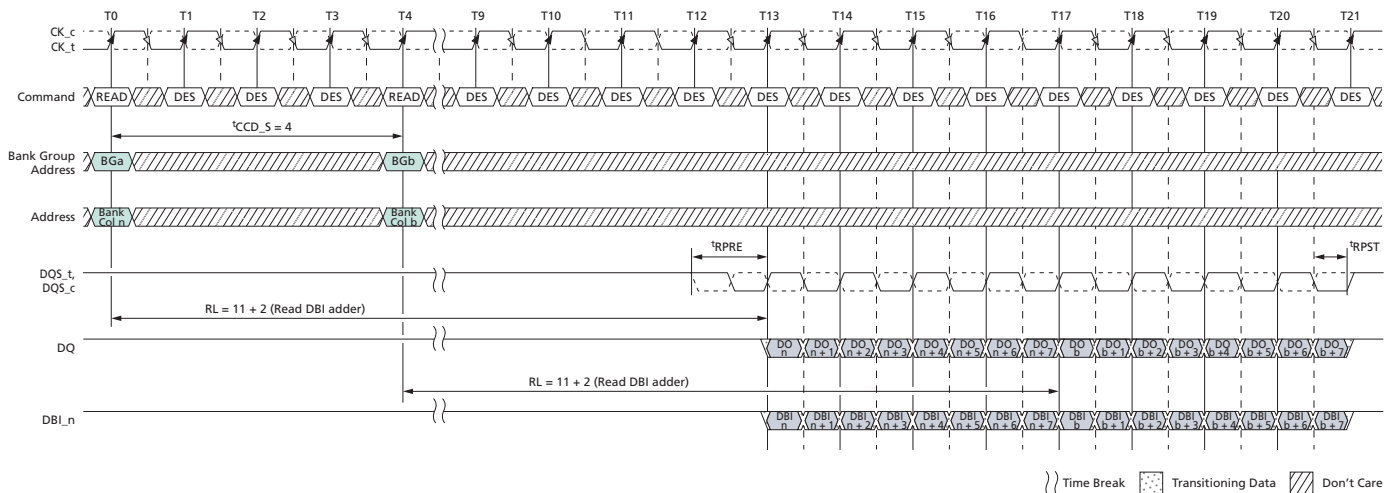 T0 T1 T2 T3 T4 T9 T10 T11 T12 T13 T14 T15 T16 T17 T18 T19 T20 T21
CK_c
CK_t
Command READ DES DES DES READ DES DES DES DES DES DES DES DES DES DES DES DES DES
tCCD_S = 4
Bank Group
Address BGa BGb
Address Bank
Col n Bank
Col b
tRPRE tRPST
DQS_t,
DQS_c
RL = 11 + 2 (Read DBI adder)
DQ DO
n DO
n + 1 DO
n + 2 DO
n + 3 DO
n + 4 DO
n + 5 DO
n + 6 DO
n + 7 DO
b DO
b + 1 DO
b + 2 DO
b + 3 DO
b +4 DO
b + 5 DO
b + 6 DO
b + 7
RL = 11 + 2 (Read DBI adder)
DBI_n DBI
n DBI
n + 1 DBI
n + 2 DBI
n + 3 DBI
n + 4 DBI
n + 5 DBI
n + 6 DBI
n + 7 DBI
b DBI
b + 1 DBI
b + 2 DBI
b + 3 DBI
b + 4 DBI
b + 5 DBI
b + 6 DBI
b + 7
Time Break Transitioning Data Don't Care